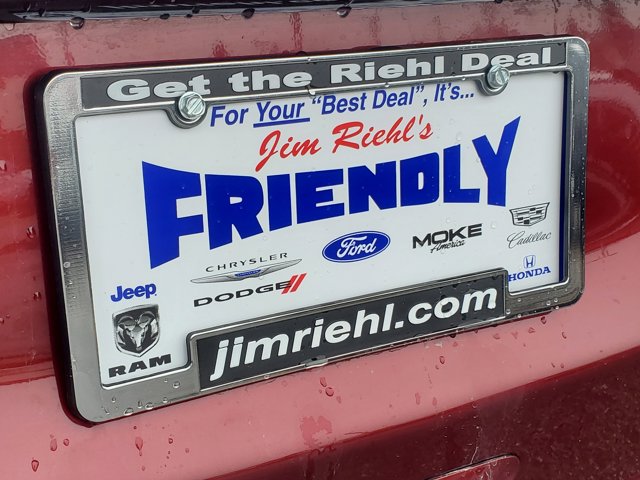 Get the Riehl Deal
For Your "Best Deal", It's...
Jim Riehl's
FRIENDLY
Jeep
RAM
CHRYSLER
DODGE
Ford
MOKE
America
Cadillac
HONDA
jimriehl.com